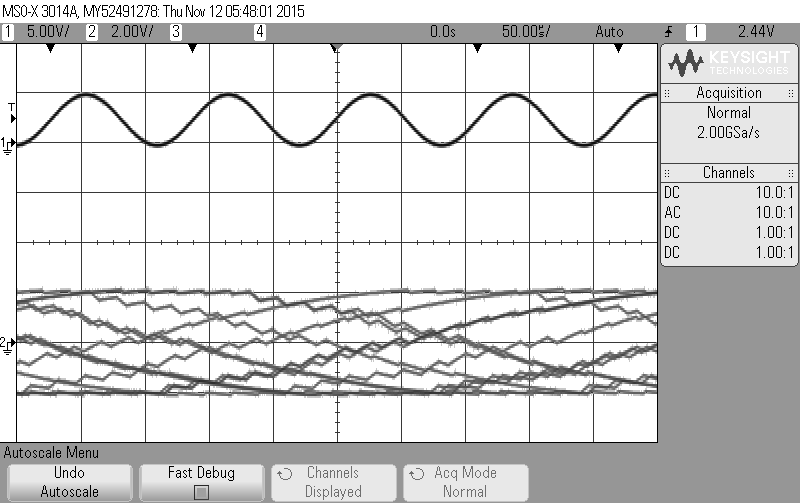 MSO-X 3014A, MY52491278: Thu Nov 12 05:48:01 2015
1 5.00V/ 2 2.00V/ 3 4 0.0s 50.00us/ Auto 1 2.44V
KEYSIGHT
TECHNOLOGIES
Acquisition
Normal
2.00GSa/s
Channels
DC 10.0:1
AC 10.0:1
DC 1.00:1
DC 1.00:1
T
1
2
Autoscale Menu
Undo
Autoscale
Fast Debug
Channels
Displayed
Acq Mode
Normal